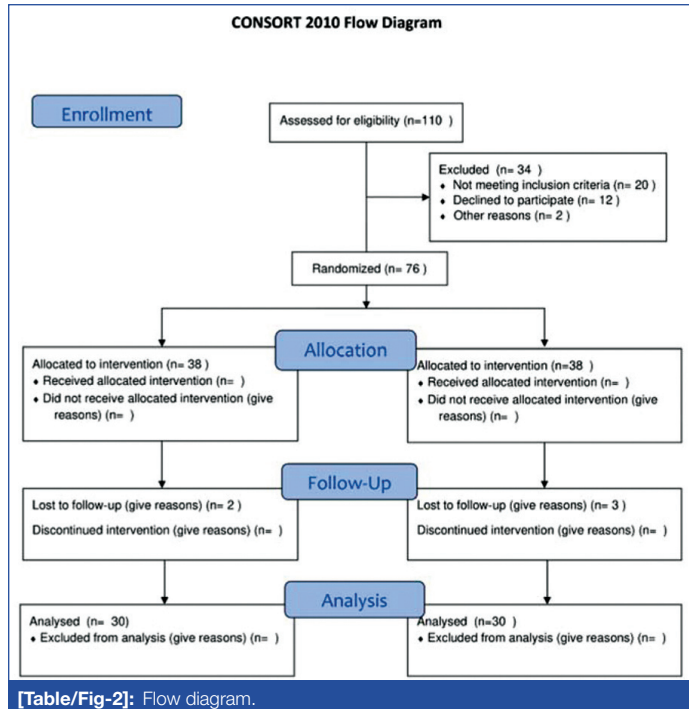 CONSORT 2010 Flow Diagram
Enrollment
Assessed for eligibility (n=110 )
Excluded (n= 34 )
♦ Not meeting inclusion criteria (n= 20 )
♦ Declined to participate (n= 12 )
♦ Other reasons (n= 2 )
Randomized (n= 76 )
Allocation
Allocated to intervention (n= 38 )
♦ Received allocated intervention (n= )
♦ Did not receive allocated intervention (give
reasons) (n= )
Allocated to intervention (n=38 )
♦ Received allocated intervention (n= )
♦ Did not receive allocated intervention (give
reasons) (n= )
Follow-Up
Lost to follow-up (give reasons) (n= 2 )
Discontinued intervention (give reasons) (n= )
Lost to follow-up (give reasons) (n= 3 )
Discontinued intervention (give reasons) (n= )
Analysis
Analysed (n= 30)
♦ Excluded from analysis (give reasons) (n= )
Analysed (n=30 )
♦ Excluded from analysis (give reasons) (n= )
[Table/Fig-2]: Flow diagram.